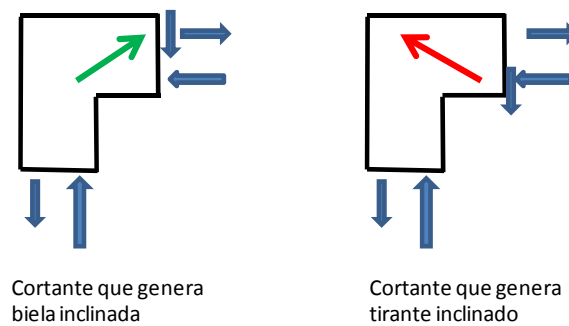 Cortante que genera
biela inclinada
Cortante que genera
tirante inclinado